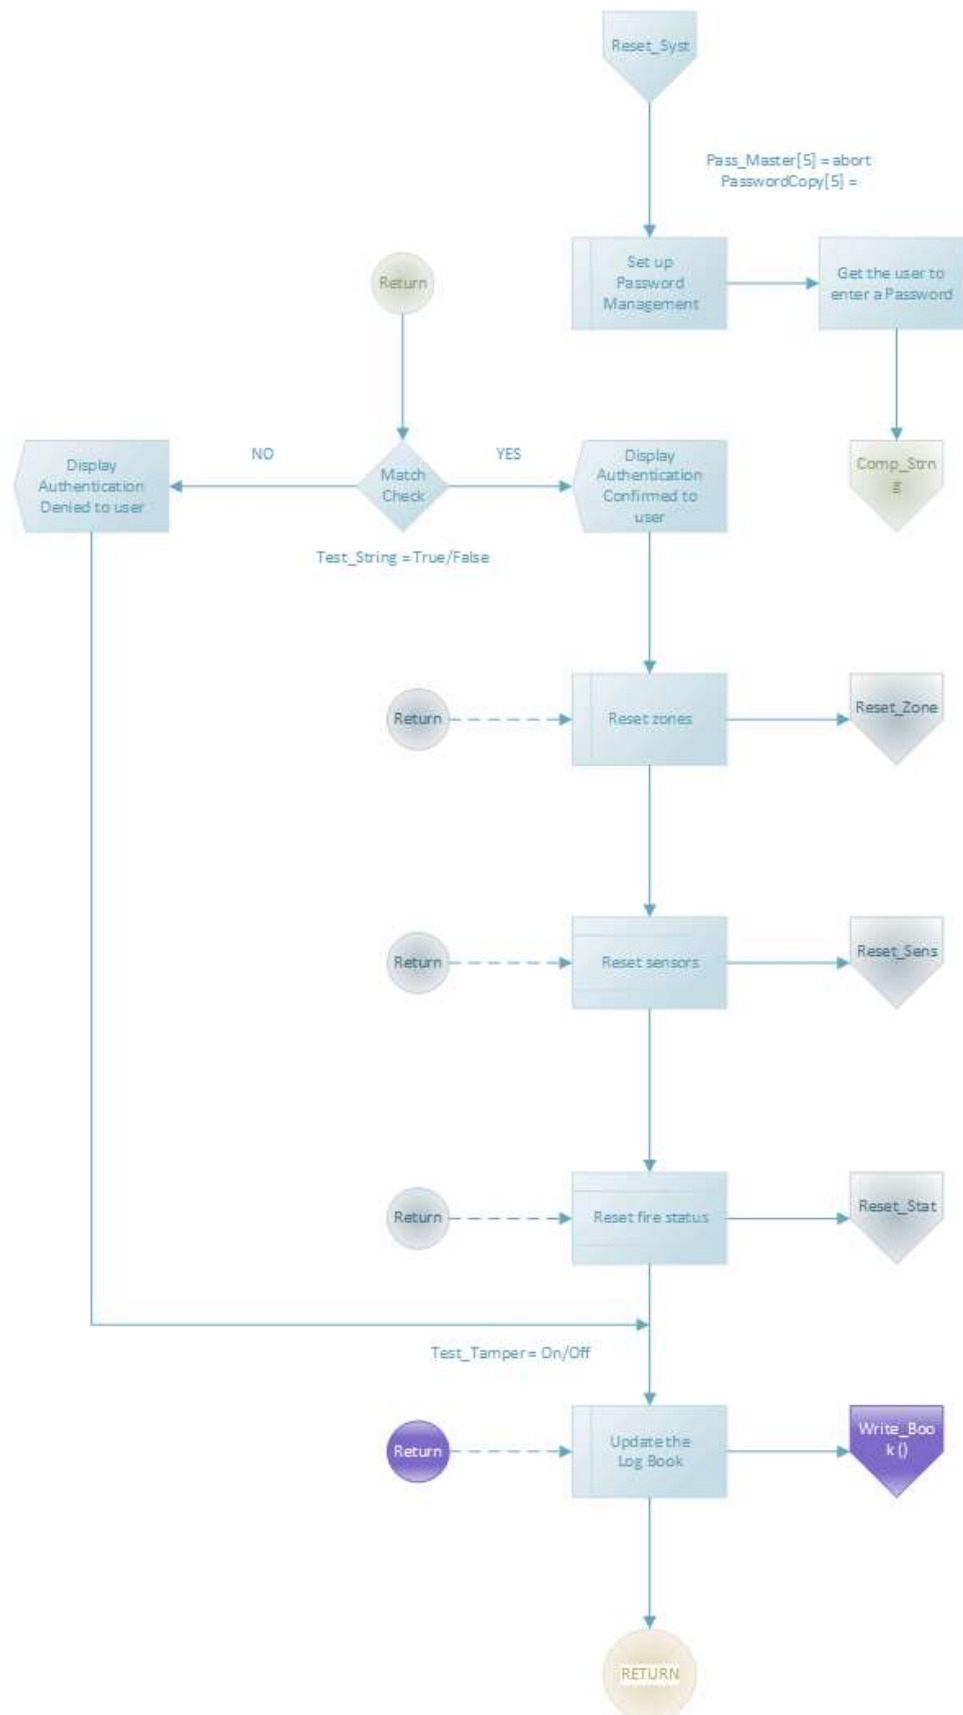 Reset_Syst
Pass_Master[5] = abort
PasswordCopy[5] =
Set up
Password
Management
Get the user to
enter a Password
Return
Display
Authentication
Denied to user
NO
Match
Check
YES
Display
Authentication
Confirmed to
user
Comp_Strn
g
Test_String = True/False
Return
Reset zones
Reset_Zone
Return
Reset sensors
Reset_Sens
Return
Reset fire status
Reset_Stat
Test_Tamper = On/Off
Return
Update the
Log Book
Write_Boo
k ()
RETURN